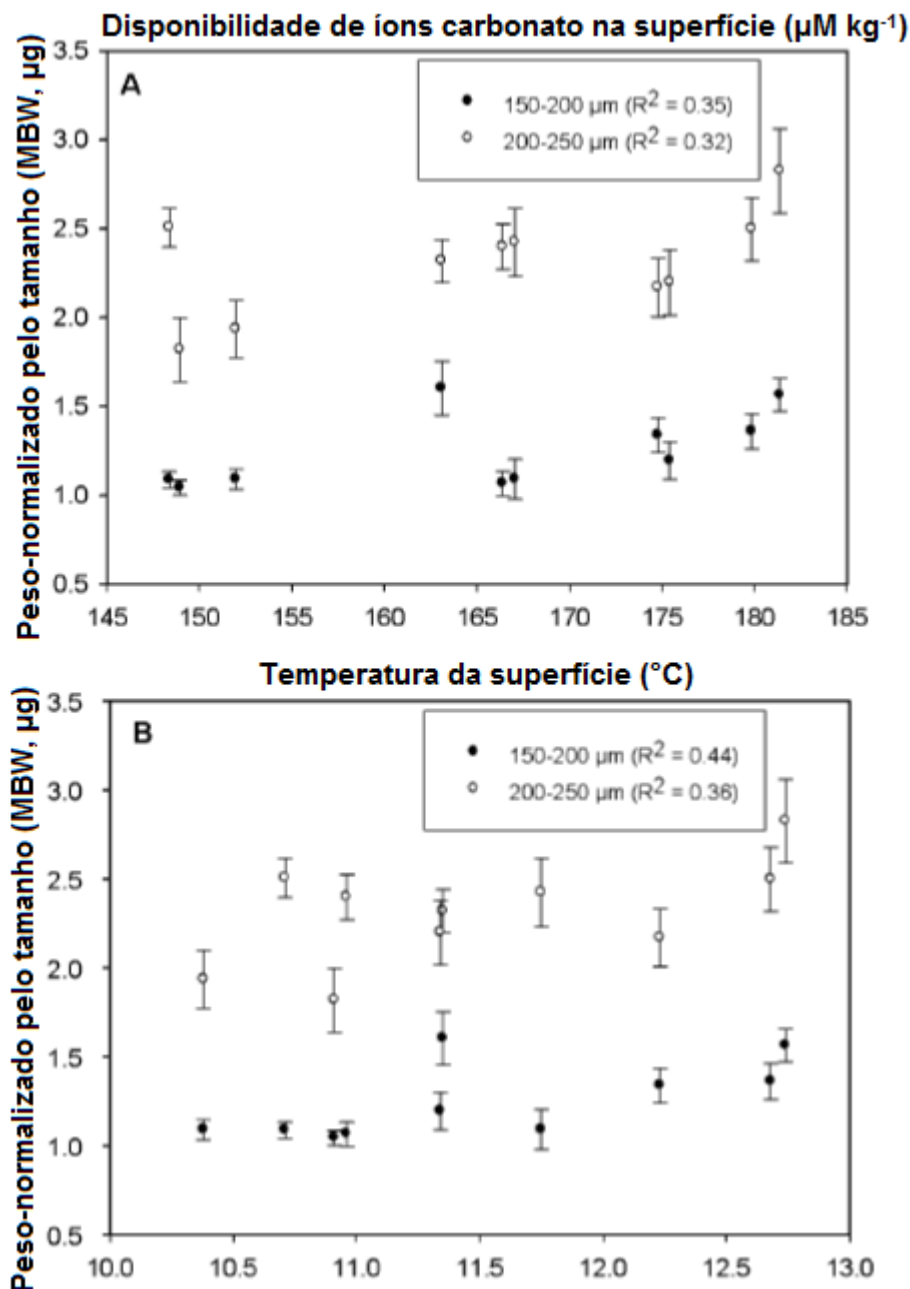 Disponibilidade de íons carbonato na superfície (µM kg-1)
Peso-normalizado pelo tamanho (MBW, µg)
A
150-200 µm (R2 = 0.35)
200-250 µm (R2 = 0.32)
3.5
3.0
2.5
2.0
1.5
1.0
0.5
145 150 155 160 165 170 175 180 185
Temperatura da superfície (°C)
Peso-normalizado pelo tamanho (MBW, µg)
B
150-200 µm (R2 = 0.44)
200-250 µm (R2 = 0.36)
3.5
3.0
2.5
2.0
1.5
1.0
0.5
10.0 10.5 11.0 11.5 12.0 12.5 13.0